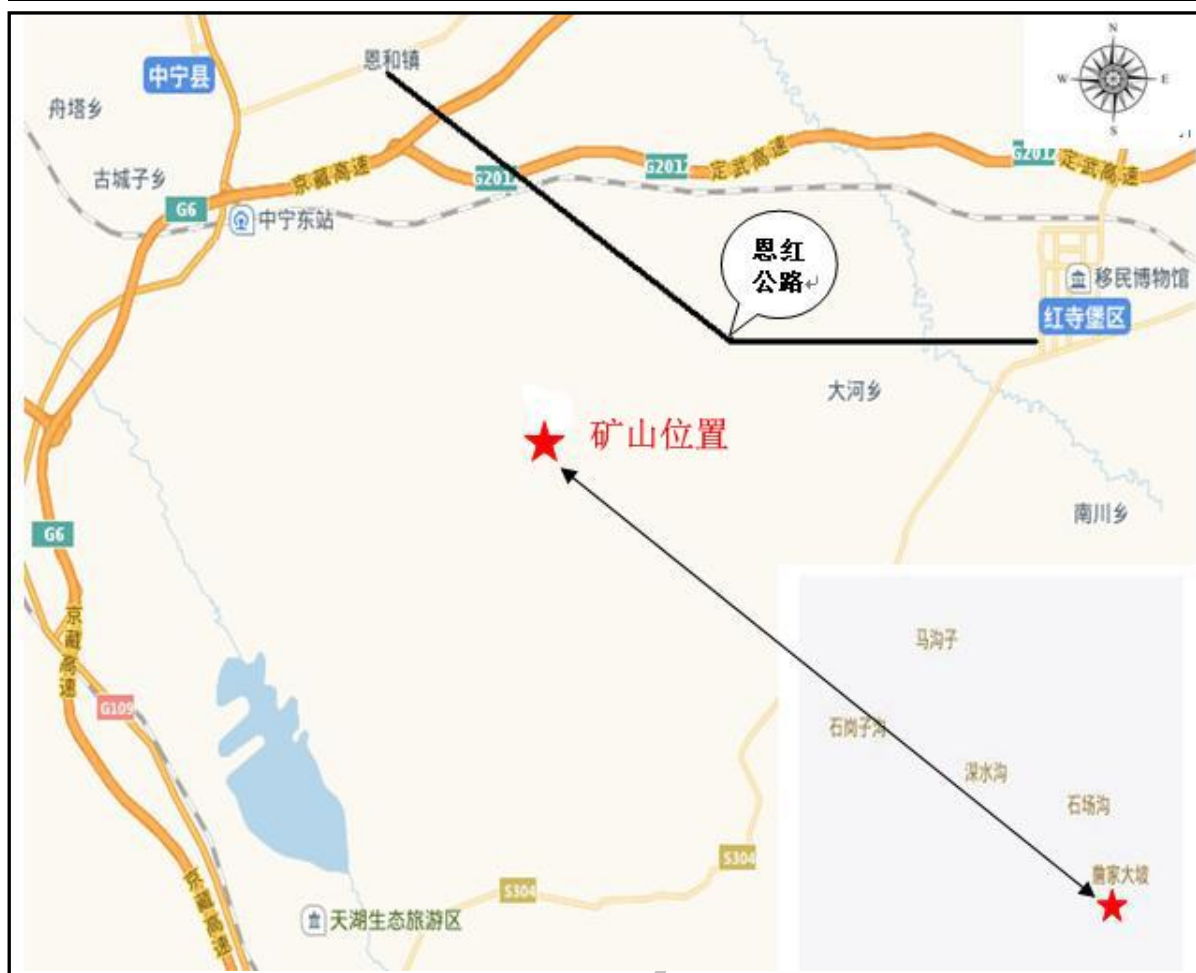 N
W
E
S
恩和镇
中宁县
舟塔乡
京藏高速
G2012
G2012
定武高速
G2012
定武高速
古城子乡
G6
中宁东站
恩红
公路
移民博物馆
红寺堡区
大河乡
矿山位置
南川乡
G6
京藏高速
G109
马沟子
石岗子沟
深水沟
石场沟
詹家大坡
S304
S304
京藏高速
天湖生态旅游区